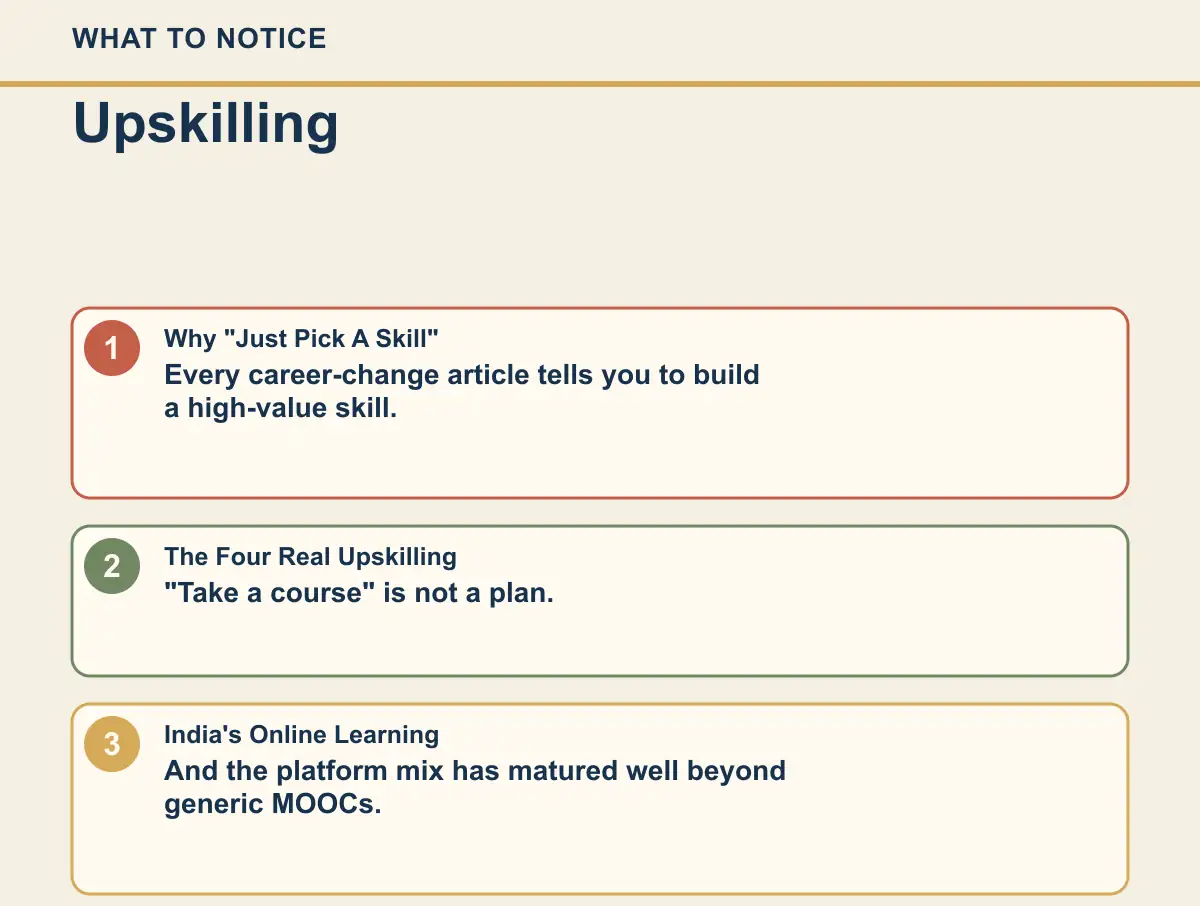 WHAT TO NOTICE
Upskilling
1
Why "Just Pick A Skill"
Every career-change article tells you to build
a high-value skill.
2
The Four Real Upskilling
"Take a course" is not a plan.
3
India's Online Learning
And the platform mix has matured well beyond
generic MOOCs.